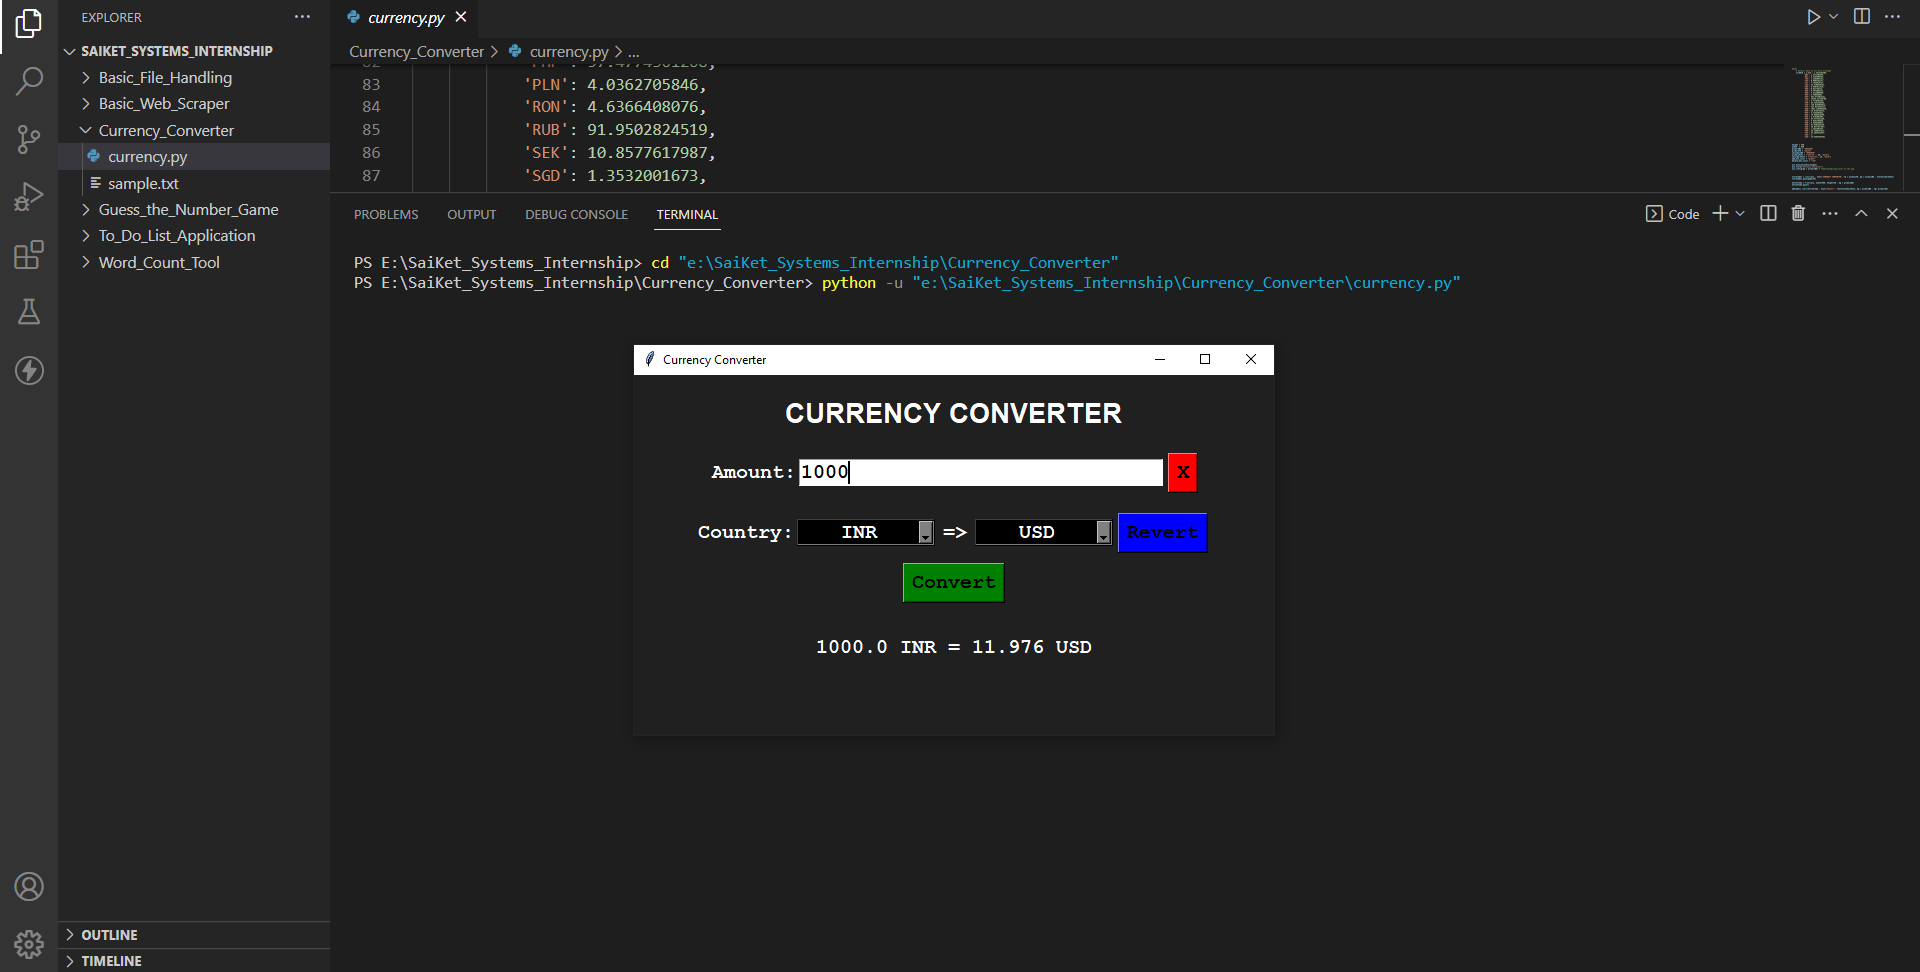 EXPLORER
SAIKET_SYSTEMS_INTERNSHIP
Basic_File_Handling
Basic_Web_Scraper
Currency_Converter
currency.py
sample.txt
Guess_the_Number_Game
To_Do_List_Application
Word_Count_Tool
OUTLINE
TIMELINE
currency.py
Currency_Converter > currency.py > ...
83 'PLN': 4.0362705846,
84 'RON': 4.6366408076,
85 'RUB': 91.9502824519,
86 'SEK': 10.8577617987,
87 'SGD': 1.3532001673,
PROBLEMS OUTPUT DEBUG CONSOLE TERMINAL Code
PS E:\SaiKet_Systems_Internship> cd "e:\SaiKet_Systems_Internship\Currency_Converter"
PS E:\SaiKet_Systems_Internship\Currency_Converter> python -u "e:\SaiKet_Systems_Internship\Currency_Converter\currency.py"
Currency Converter
CURRENCY CONVERTER
Amount: 1000 X
Country: INR => USD Revert
Convert
1000.0 INR = 11.976 USD